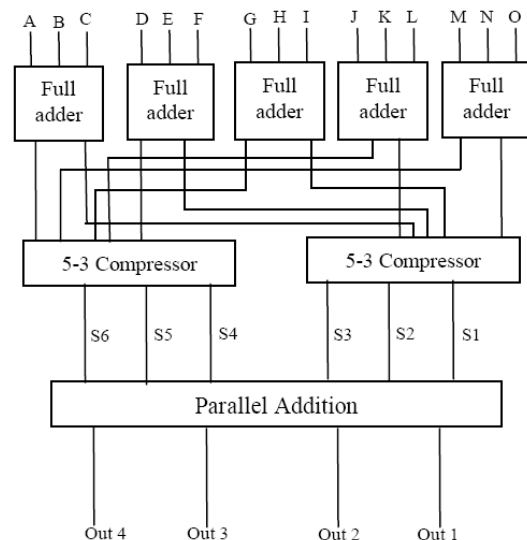 A B C D E F G H I J K L M N O
Full adder
Full adder
Full adder
Full adder
Full adder
5-3 Compressor
5-3 Compressor
S6 S5 S4 S3 S2 S1
Parallel Addition
Out 4 Out 3 Out 2 Out 1